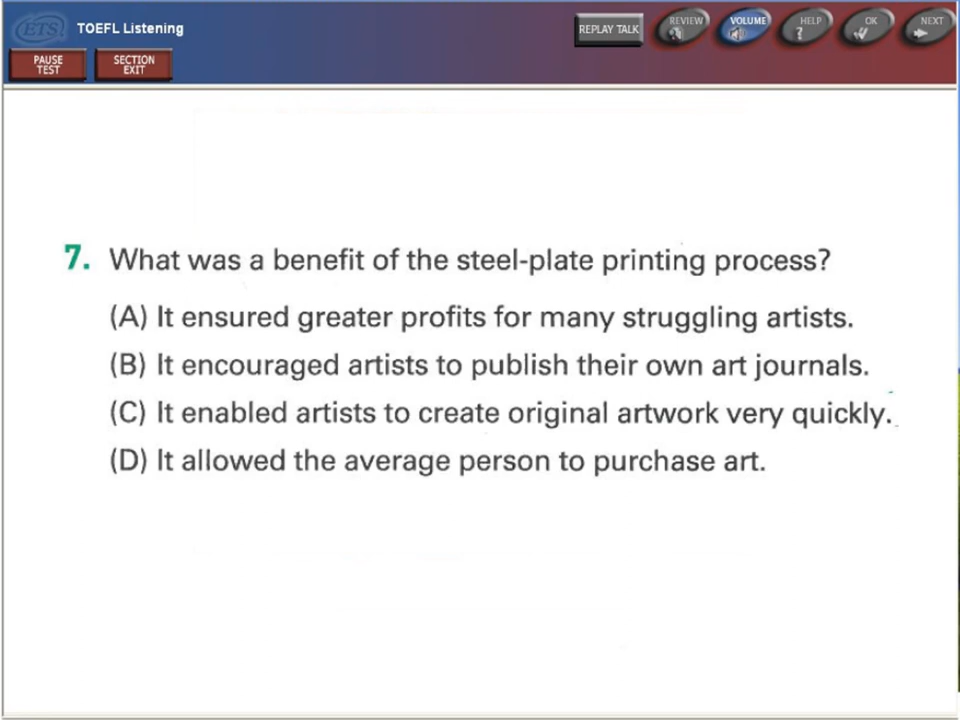 ETS TOEFL Listening
REPLAY TALK
REVIEW
VOLUME
HELP
?
OK
NEXT
PAUSE
TEST
SECTION
EXIT
7. What was a benefit of the steel-plate printing process?
(A) It ensured greater profits for many struggling artists.
(B) It encouraged artists to publish their own art journals.
(C) It enabled artists to create original artwork very quickly.
(D) It allowed the average person to purchase art.